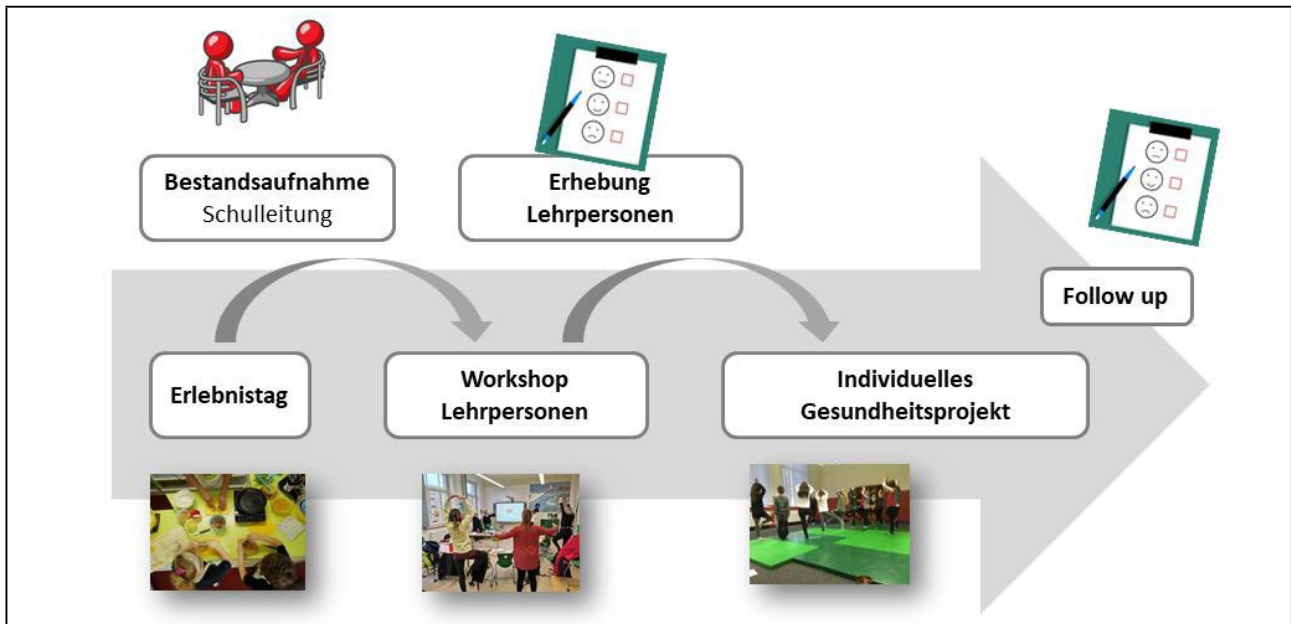 Bestandsaufnahme
Schulleitung
Erhebung
Lehrpersonen
Follow up
Erlebnistag
Workshop
Lehrpersonen
Individuelles
Gesundheitsprojekt